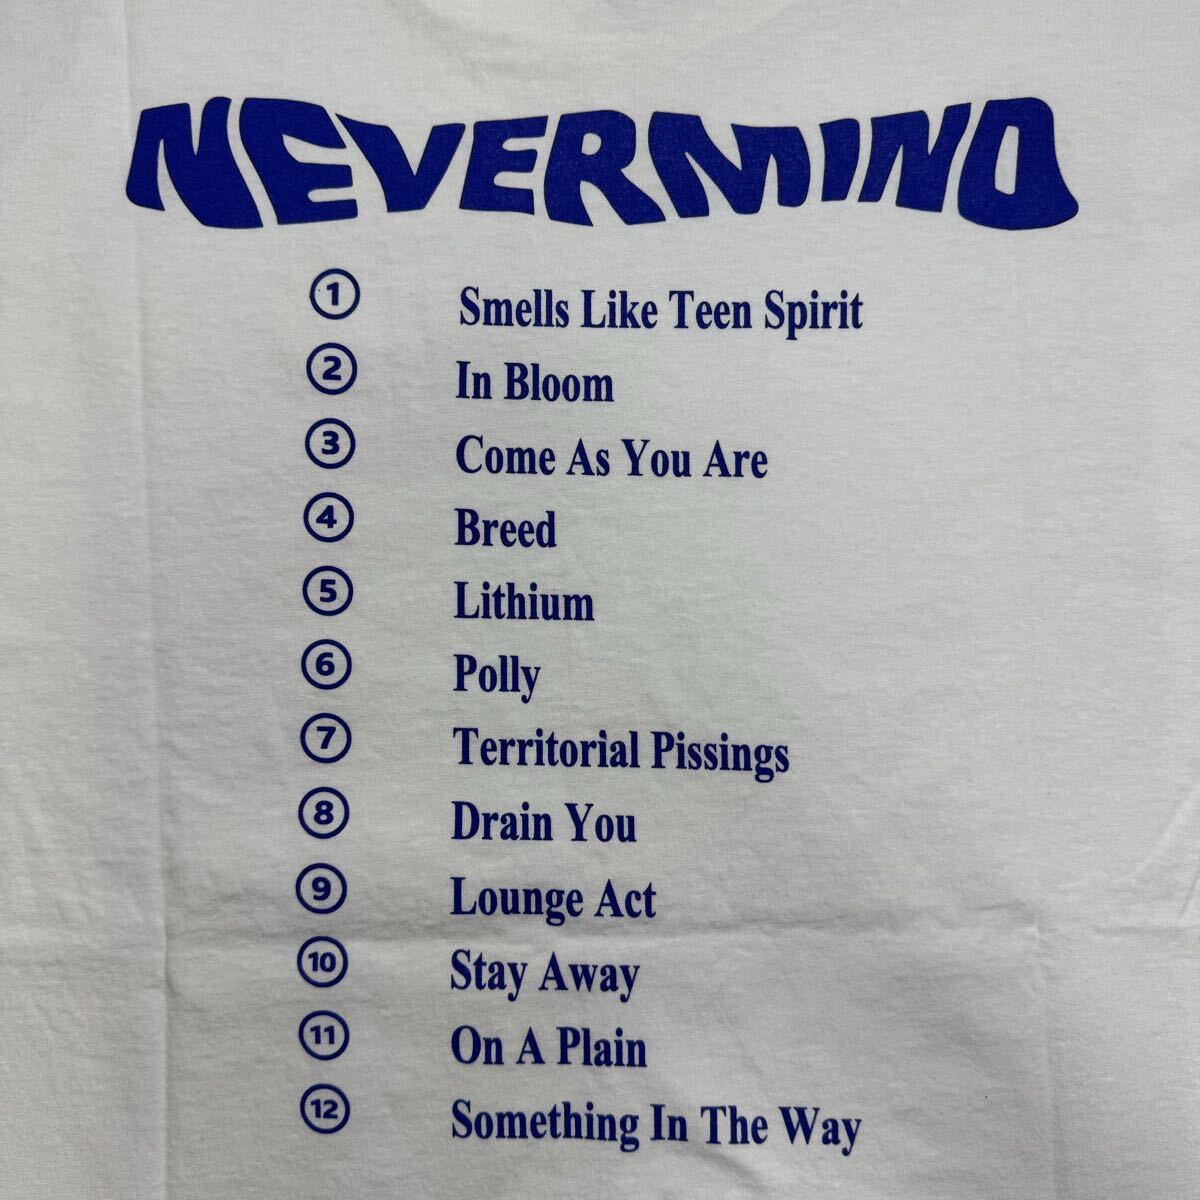 NEVERMIND
1 Smells Like Teen Spirit
2 In Bloom
3 Come As You Are
4 Breed
5 Lithium
6 Polly
7 Territorial Pissings
8 Drain You
9 Lounge Act
10 Stay Away
11 On A Plain
12 Something In The Way